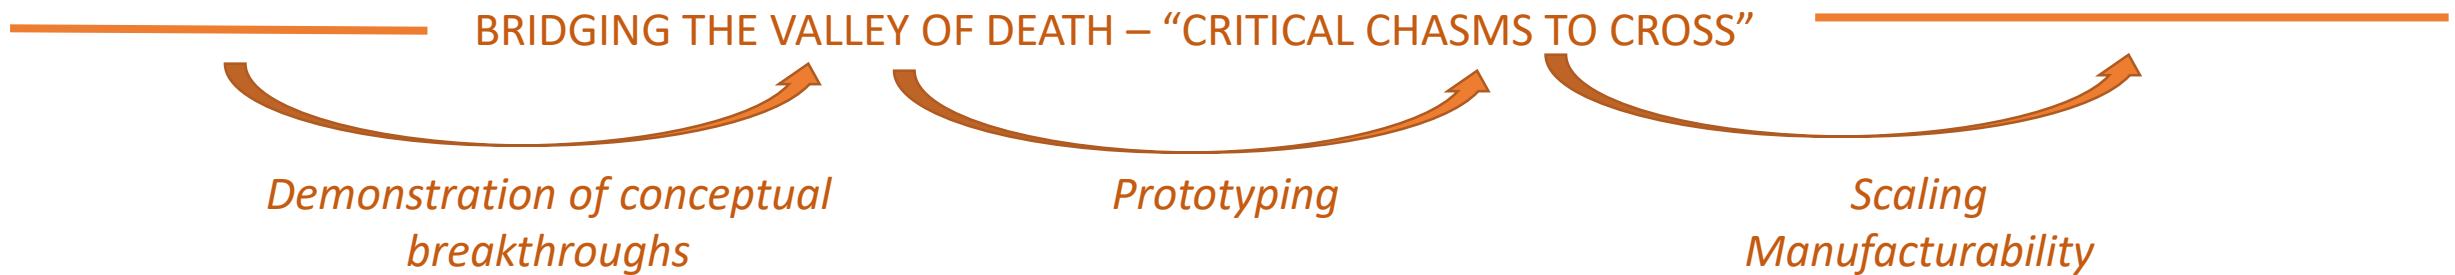 BRIDGING THE VALLEY OF DEATH – “CRITICAL CHASMS TO CROSS”
Demonstration of conceptual
breakthroughs
Prototyping
Scaling
Manufacturability